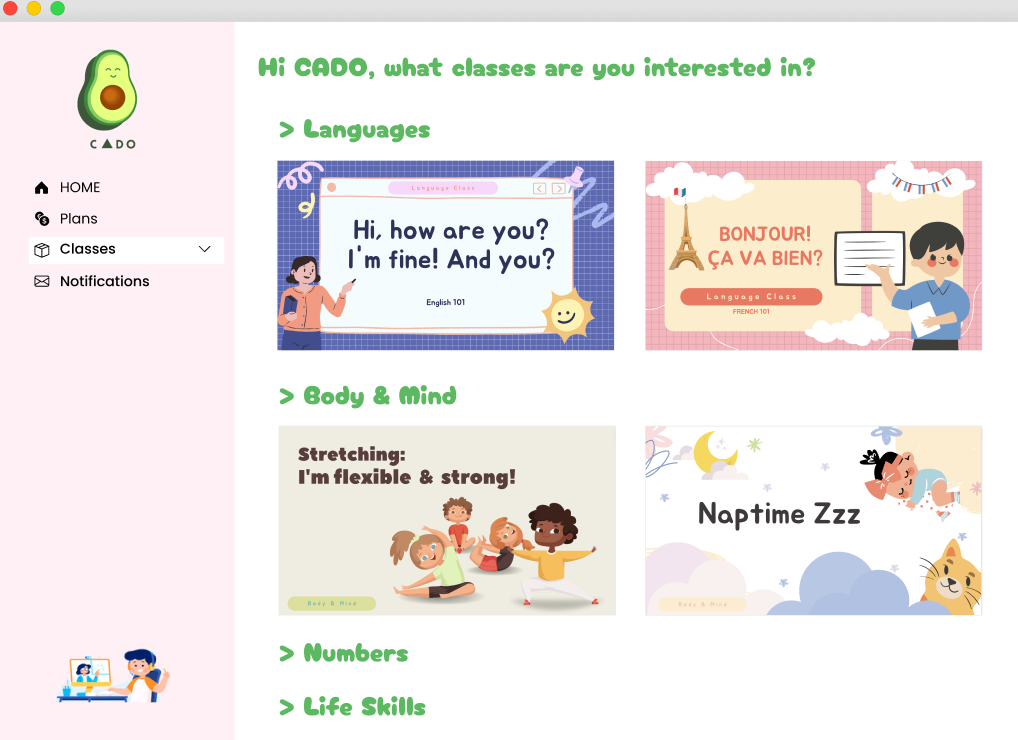 CADO
HOME
Plans
Classes
Notifications
Hi CADO, what classes are you interested in?
> Languages
Language Class
Hi, how are you?
I'm fine! And you?
English 101
BONJOUR!
ÇA VA BIEN?
Language Class
FRENCH 101
> Body & Mind
Stretching:
I'm flexible & strong!
Body & Mind
Naptime Zzz
Body & Mind
> Numbers
> Life Skills